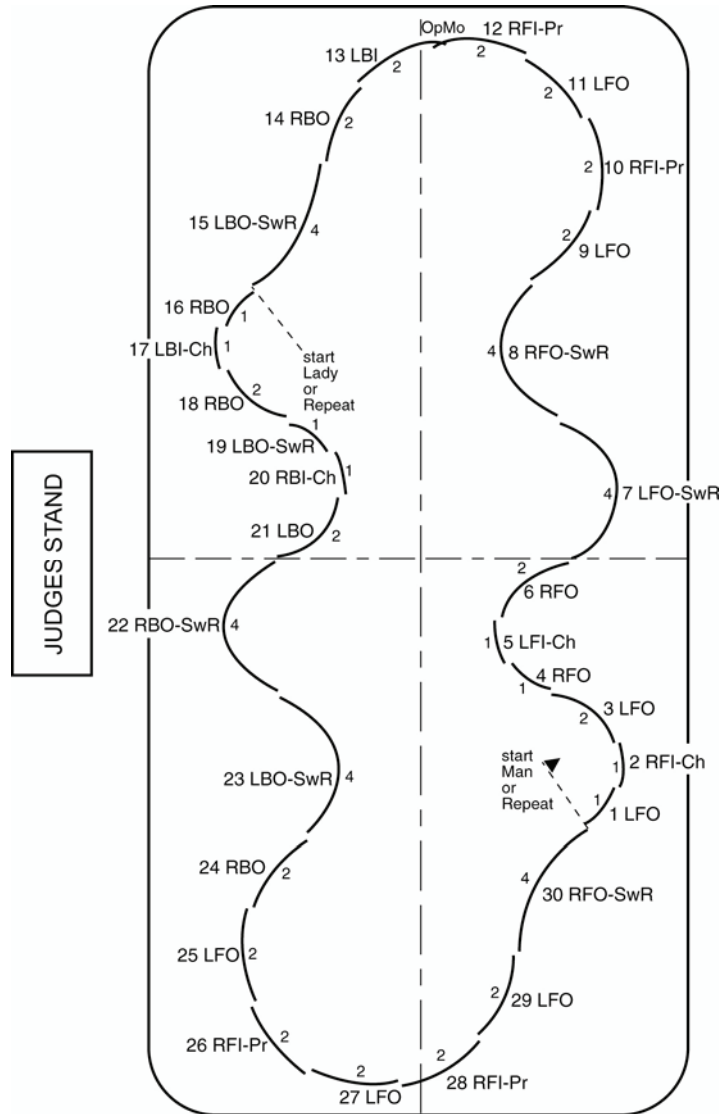 OpMo
12 RFI-Pr
2
13 LBI
2
11 LFO
2
14 RBO
2
10 RFI-Pr
2
15 LBO-SwR
4
9 LFO
2
16 RBO
1
17 LBI-Ch
1
start
Lady
or
Repeat
4
8 RFO-SwR
18 RBO
2
19 LBO-SwR
1
20 RBI-Ch
1
4
7 LFO-SwR
21 LBO
2
JUDGES STAND
2
6 RFO
22 RBO-SwR
4
1
5 LFI-Ch
4 RFO
1
3 LFO
2
start
Man
or
Repeat
1
2 RFI-Ch
23 LBO-SwR
4
1
1 LFO
24 RBO
2
4
30 RFO-SwR
25 LFO
2
2
29 LFO
26 RFI-Pr
2
2
27 LFO
2
28 RFI-Pr